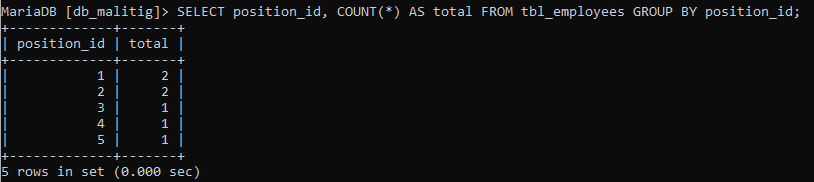 MariaDB [db_malitig]> SELECT position_id, COUNT(*) AS total FROM tbl_employees GROUP BY position_id;
+-------------+-------+
| position_id | total |
+-------------+-------+
|           1 |     2 |
|           2 |     2 |
|           3 |     1 |
|           4 |     1 |
|           5 |     1 |
+-------------+-------+
5 rows in set (0.000 sec)